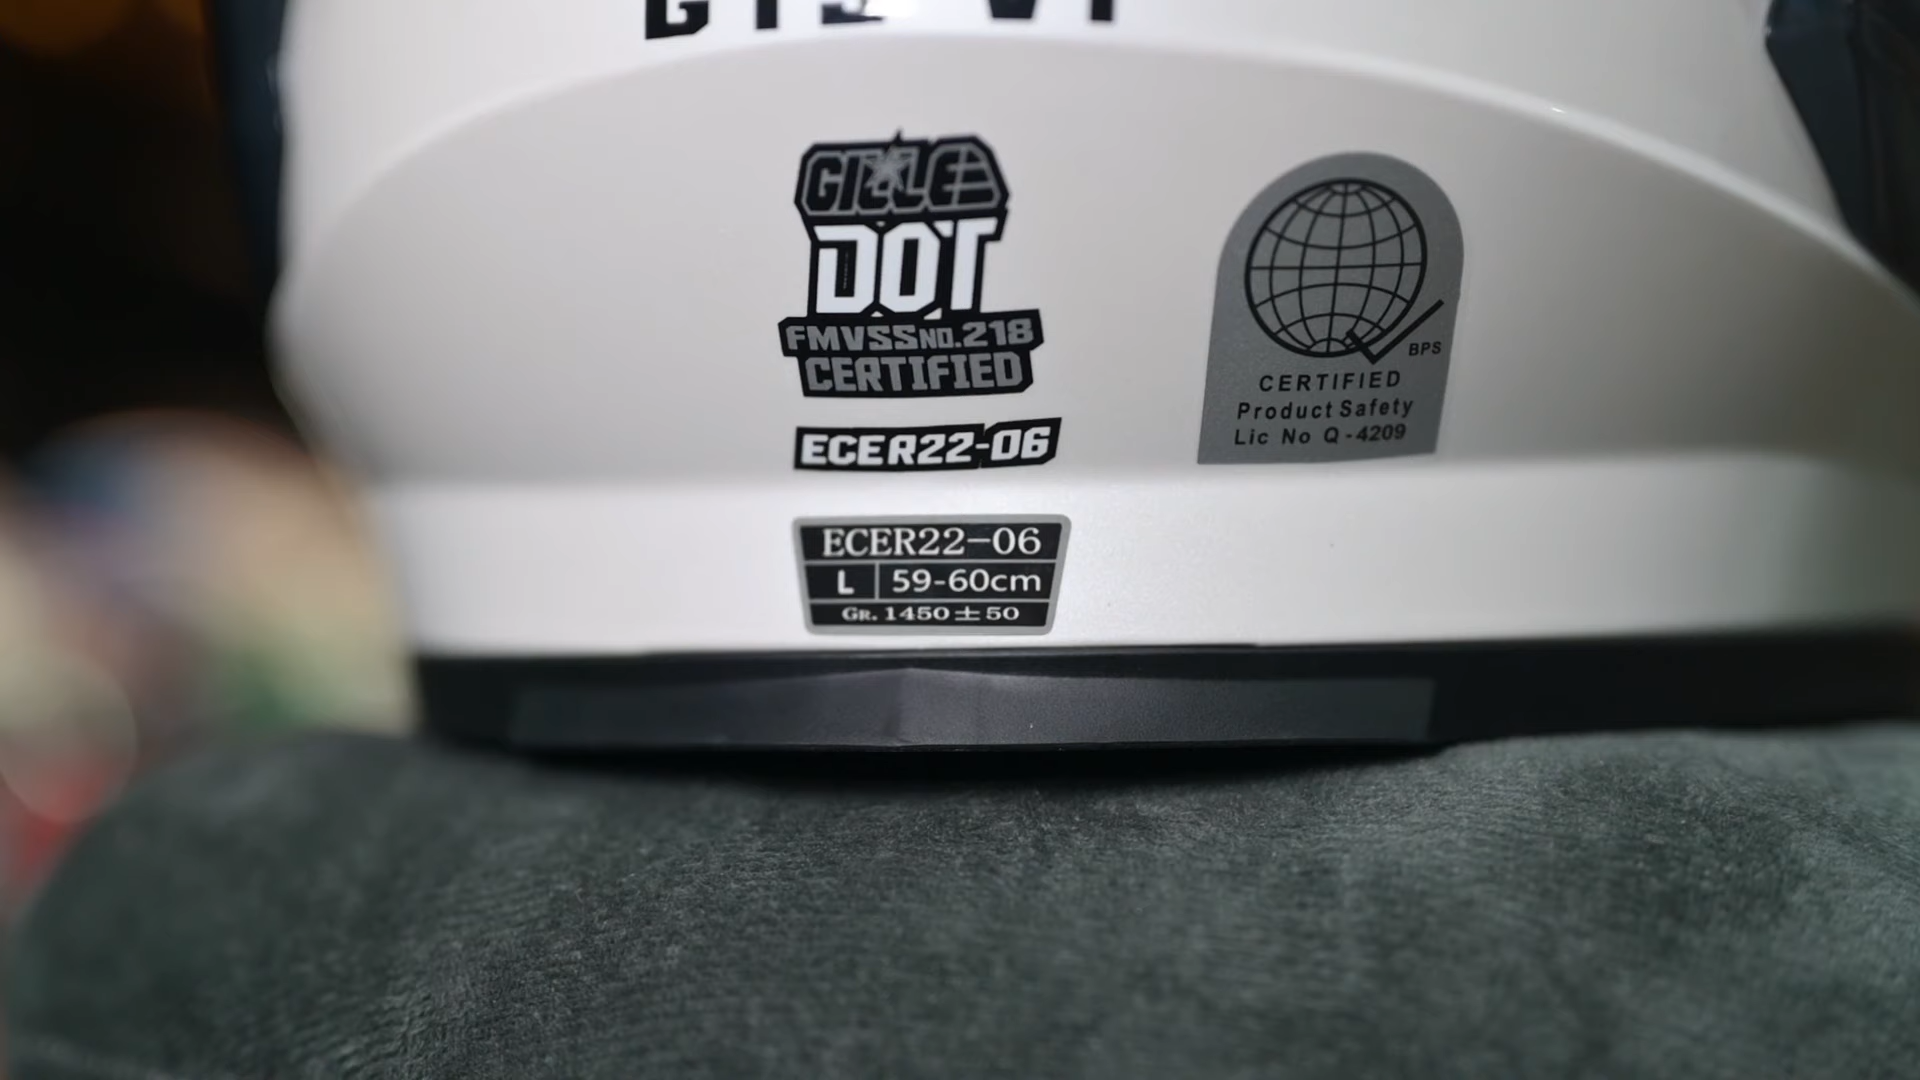 GILLE
DOT
FMVSS NO.218
CERTIFIED
ECER22-06
BPS
CERTIFIED
Product Safety
Lic No Q-4209
ECER22-06
L 59-60cm
GR. 1450±50